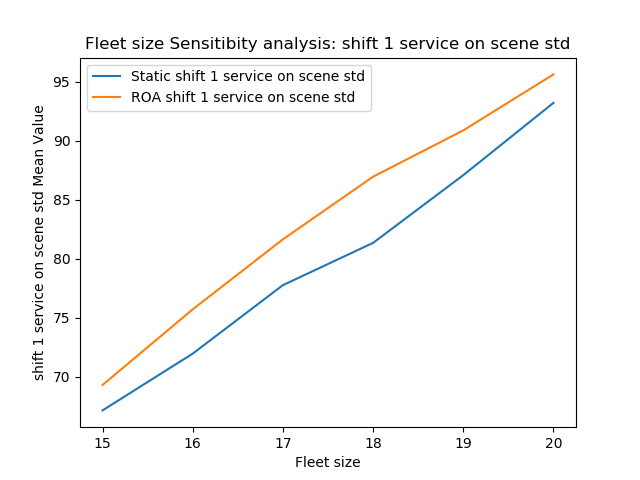 Fleet size Sensitibity analysis: shift 1 service on scene std
Static shift 1 service on scene std
ROA shift 1 service on scene std
shift 1 service on scene std Mean Value
95
90
85
80
75
70
15 16 17 18 19 20
Fleet size